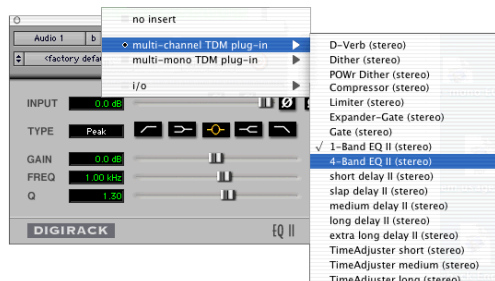 no insert
Audio 1 b
multi-channel TDM plug-in
multi-mono TDM plug-in
i/o
<factory defau
D-Verb (stereo)
Dither (stereo)
POWr Dither (stereo)
Compressor (stereo)
Limiter (stereo)
Expander-Gate (stereo)
Gate (stereo)
1-Band EQ II (stereo)
4-Band EQ II (stereo)
short delay II (stereo)
slap delay II (stereo)
medium delay II (stereo)
long delay II (stereo)
extra long delay II (stereo)
TimeAdjuster short (stereo)
TimeAdjuster medium (stereo)
TimeAdjuster long (stereo)
INPUT 0.0 dB
TYPE Peak
GAIN 0.0 dB
FREQ 1.00 kHz
Q 1.30
DIGIRACK EQ II